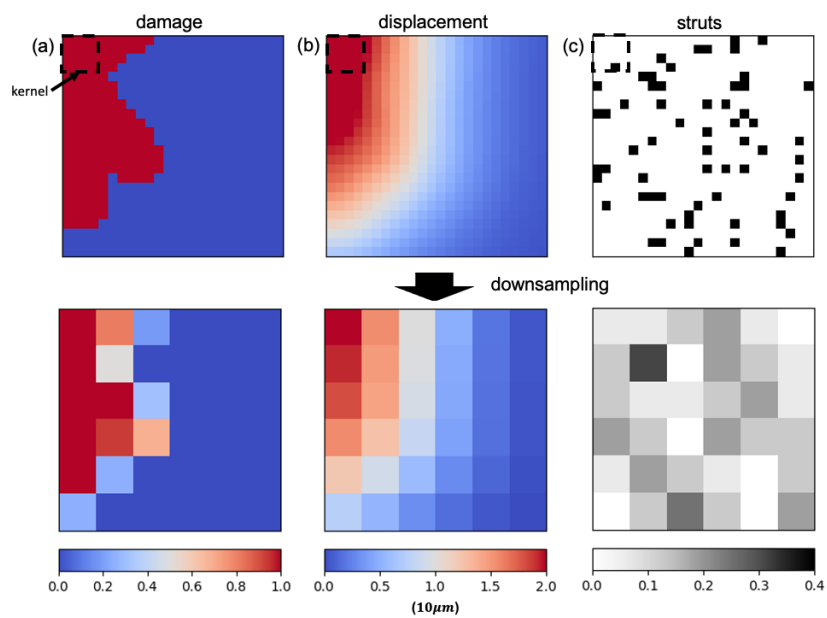 damage
displacement
struts
(a)
(b)
(c)
kernel
downsampling
0.0 0.2 0.4 0.6 0.8 1.0
0.0 0.5 1.0 1.5 2.0
0.0 0.1 0.2 0.3 0.4
(10μm)